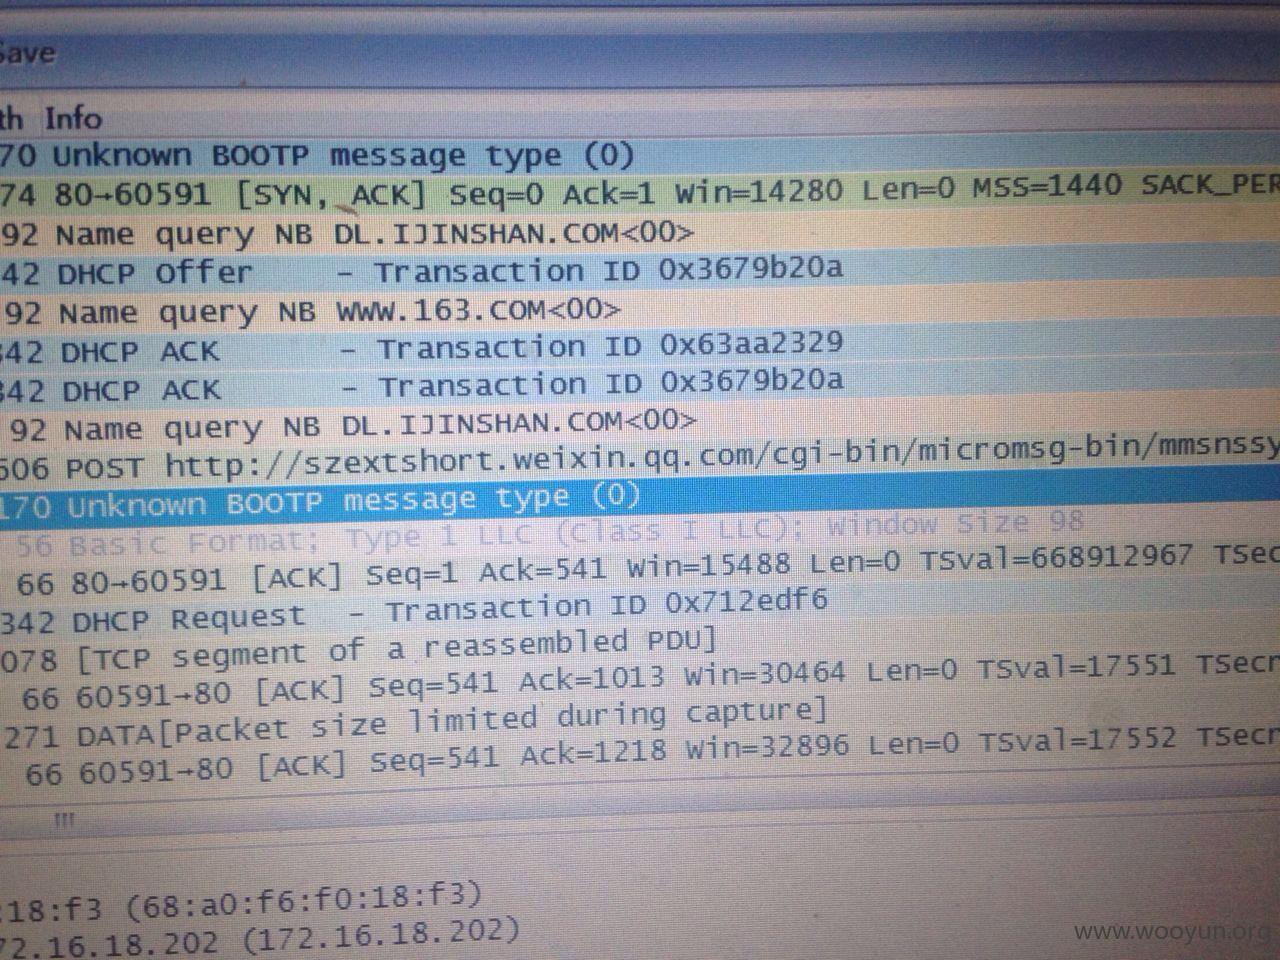 Save
th Info
70 Unknown BOOTP message type (0)
74 80→60591 [SYN, ACK] Seq=0 Ack=1 Win=14280 Len=0 MSS=1440 SACK_PER
92 Name query NB DL.IJINSHAN.COM<00>
42 DHCP Offer - Transaction ID 0x3679b20a
92 Name query NB WWW.163.COM<00>
342 DHCP ACK - Transaction ID 0x63aa2329
342 DHCP ACK - Transaction ID 0x3679b20a
92 Name query NB DL.IJINSHAN.COM<00>
506 POST http://szextshort.weixin.qq.com/cgi-bin/micromsg-bin/mmsnssy
170 Unknown BOOTP message type (0)
56 Basic Format; Type 1 LLC (Class I LLC); Window Size 98
66 80→60591 [ACK] Seq=1 Ack=541 Win=15488 Len=0 TSval=668912967 TSec
342 DHCP Request - Transaction ID 0x712edf6
078 [TCP segment of a reassembled PDU]
66 60591→80 [ACK] Seq=541 Ack=1013 Win=30464 Len=0 TSval=17551 TSecr
271 DATA[Packet size limited during capture]
66 60591→80 [ACK] Seq=541 Ack=1218 Win=32896 Len=0 TSval=17552 TSecr
:18:f3 (68:a0:f6:f0:18:f3)
72.16.18.202 (172.16.18.202)
www.wooyun.org